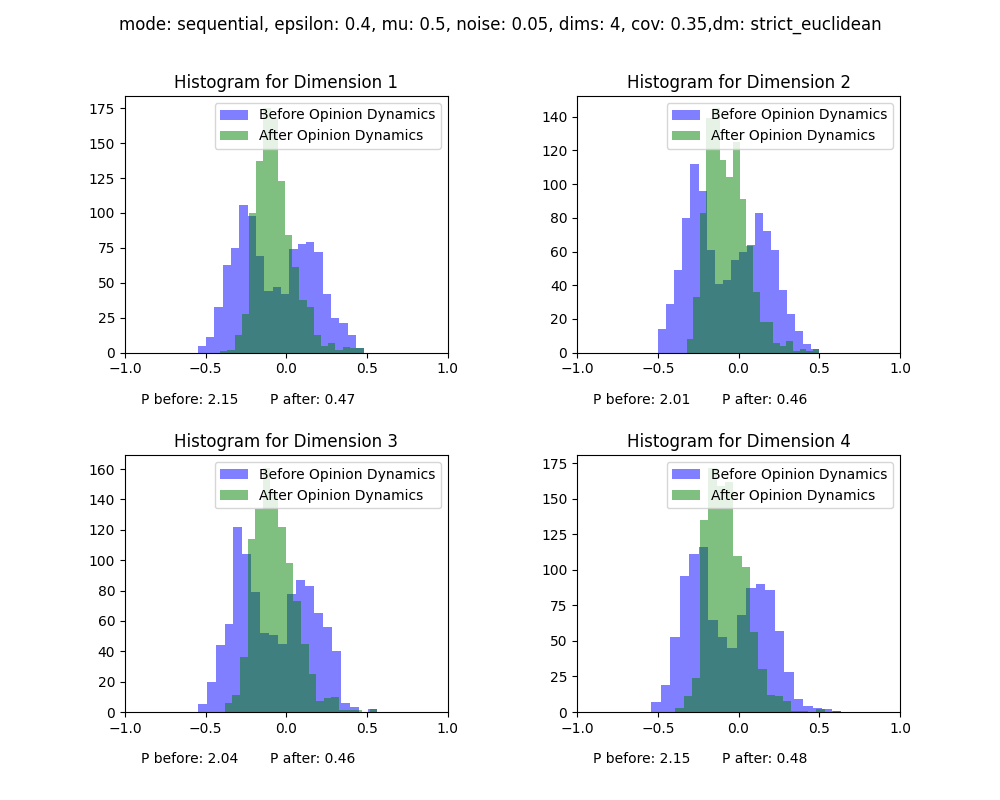 mode: sequential, epsilon: 0.4, mu: 0.5, noise: 0.05, dims: 4, cov: 0.35,dm: strict_euclidean
Histogram for Dimension 1
Before Opinion Dynamics
After Opinion Dynamics
175
150
125
100
75
50
25
0
−1.0 −0.5 0.0 0.5 1.0
P before: 2.15 P after: 0.47
Histogram for Dimension 2
Before Opinion Dynamics
After Opinion Dynamics
140
120
100
80
60
40
20
0
−1.0 −0.5 0.0 0.5 1.0
P before: 2.01 P after: 0.46
Histogram for Dimension 3
Before Opinion Dynamics
After Opinion Dynamics
160
140
120
100
80
60
40
20
0
−1.0 −0.5 0.0 0.5 1.0
P before: 2.04 P after: 0.46
Histogram for Dimension 4
Before Opinion Dynamics
After Opinion Dynamics
175
150
125
100
75
50
25
0
−1.0 −0.5 0.0 0.5 1.0
P before: 2.15 P after: 0.48